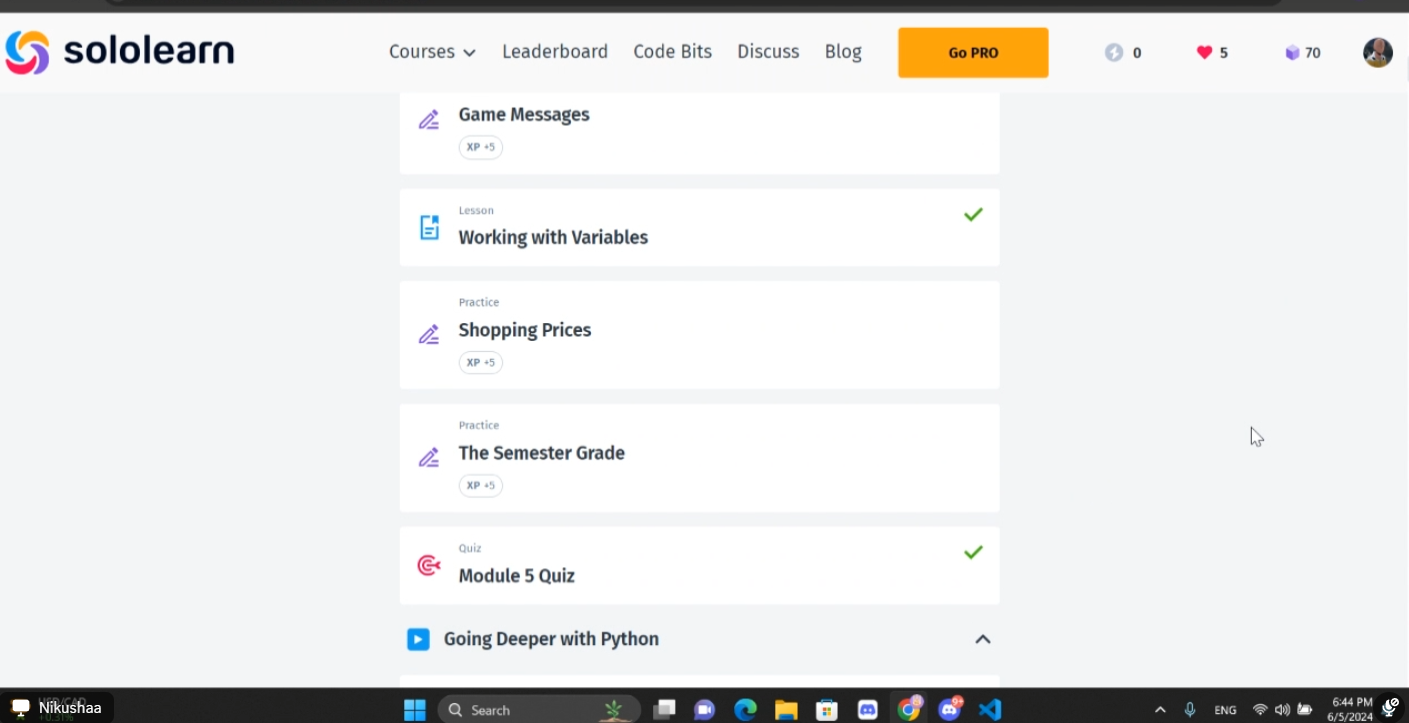 sololearn
Courses Leaderboard Code Bits Discuss Blog Go PRO 0 5 70
Game Messages
XP +5
Lesson
Working with Variables
Practice
Shopping Prices
XP +5
Practice
The Semester Grade
XP +5
Quiz
Module 5 Quiz
Going Deeper with Python
USD/CAD
+0.31%
Nikushaa
Search
ENG
6:44 PM
6/5/2024